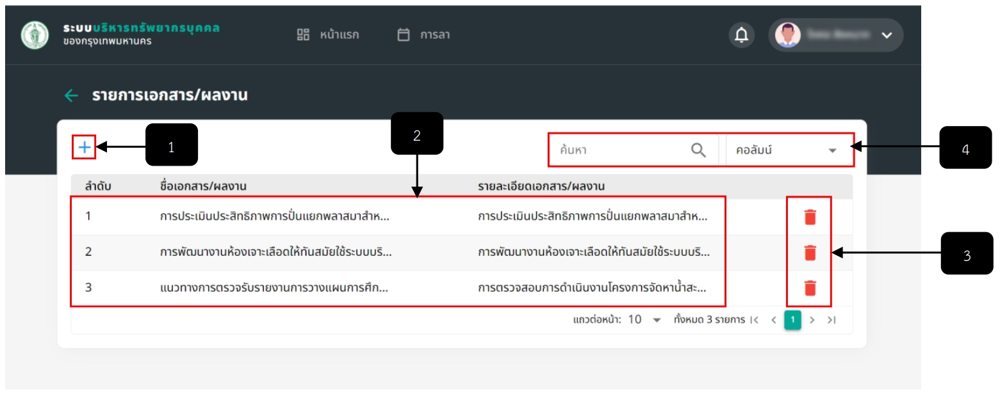 ระบบบริหารทรัพยากรบุคคล
ของกรุงเทพมหานคร
หน้าแรก
การลา
รายการเอกสาร/ผลงาน
1
2
ค้นหา
คอลัมน์
4
ลำดับ ชื่อเอกสาร/ผลงาน รายละเอียดเอกสาร/ผลงาน
1 การประเมินประสิทธิภาพการปั่นแยกพลาสมาสำห... การประเมินประสิทธิภาพการปั่นแยกพลาสมาสำห...
2 การพัฒนางานห้องเจาะเลือดให้ทันสมัยใช้ระบบบริ... การพัฒนางานห้องเจาะเลือดให้ทันสมัยใช้ระบบบริ...
3
3 แนวทางการตรวจรับรายงานการวางแผนการศึก... การตรวจสอบการดำเนินงานโครงการจัดหาน้ำสะ...
แถวต่อหน้า: 10 ทั้งหมด 3 รายการ |< < 1 > >|